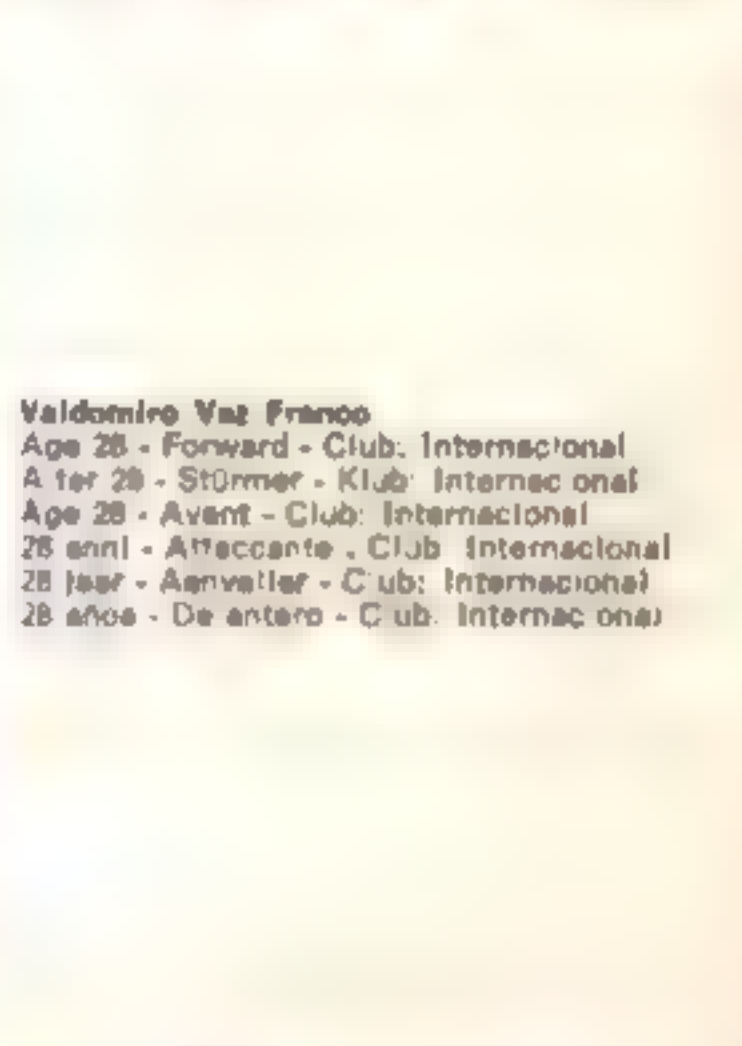 Valdomiro Vaz Franco
Age 28 - Forward - Club: Internacional
Alter 28 - Stürmer - Klub: Internacional
Age 28 - Avant - Club: Internacional
28 anni - Attaccante - Club: Internacional
28 jaar - Aanvaller - Club: Internacional
28 años - Delantero - Club: Internacional